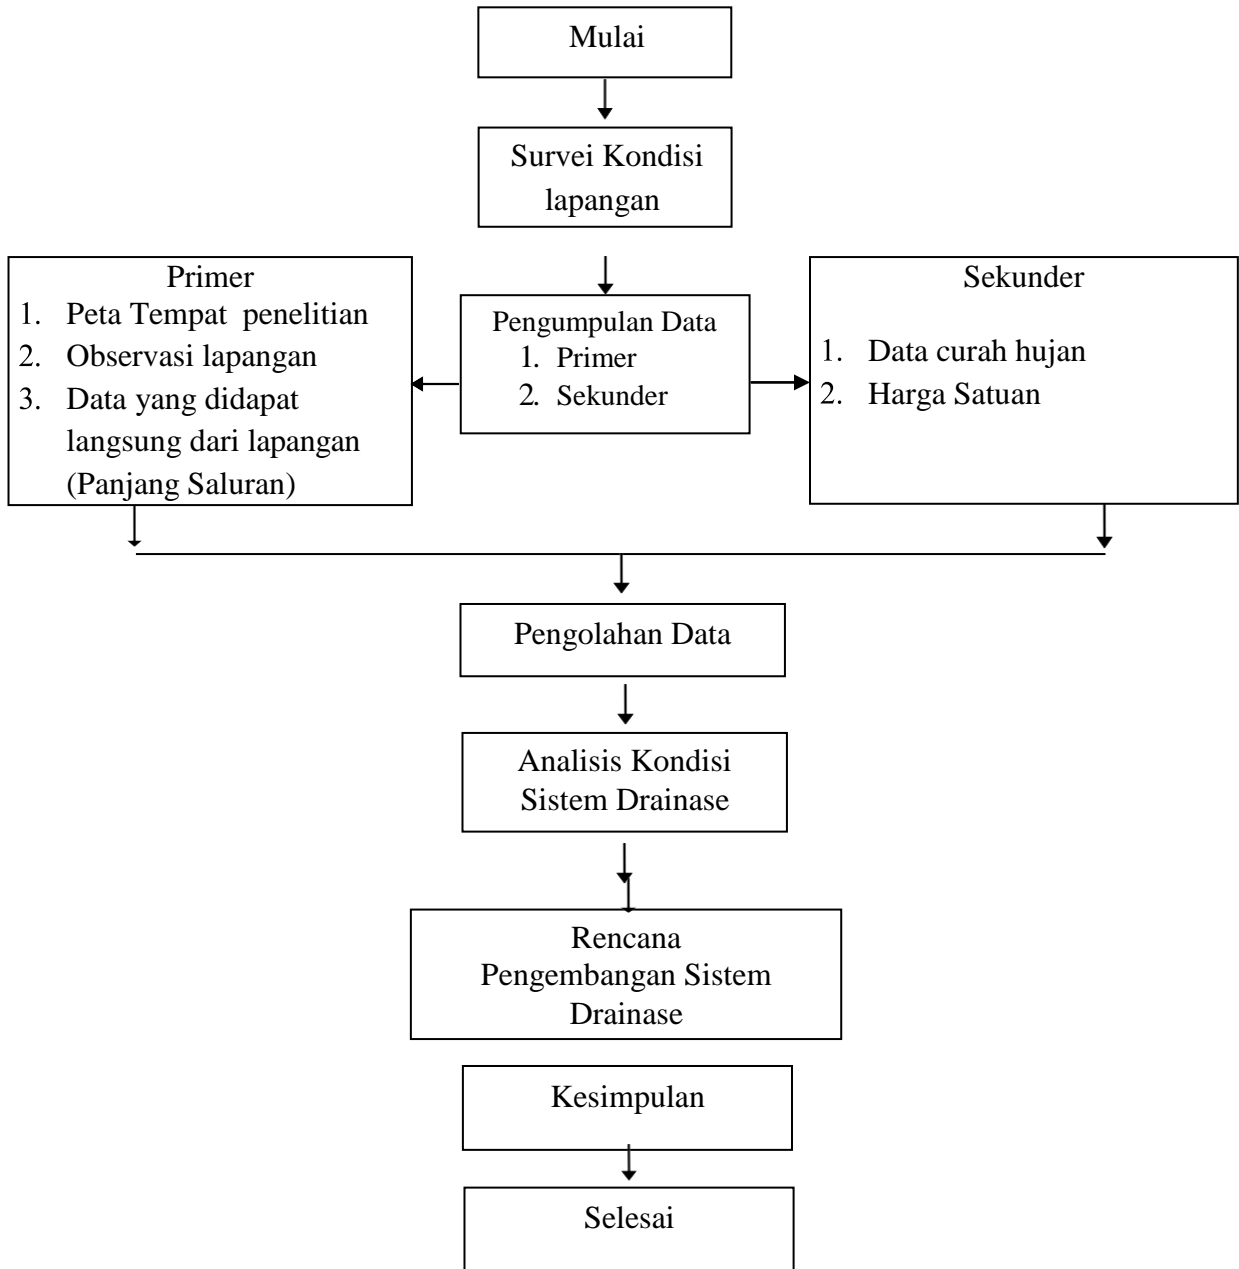 Mulai
Survei Kondisi
lapangan
Primer
1. Peta Tempat penelitian
2. Observasi lapangan
3. Data yang didapat
langsung dari lapangan
(Panjang Saluran)
Pengumpulan Data
1. Primer
2. Sekunder
Sekunder
1. Data curah hujan
2. Harga Satuan
Pengolahan Data
Analisis Kondisi
Sistem Drainase
Rencana
Pengembangan Sistem
Drainase
Kesimpulan
Selesai